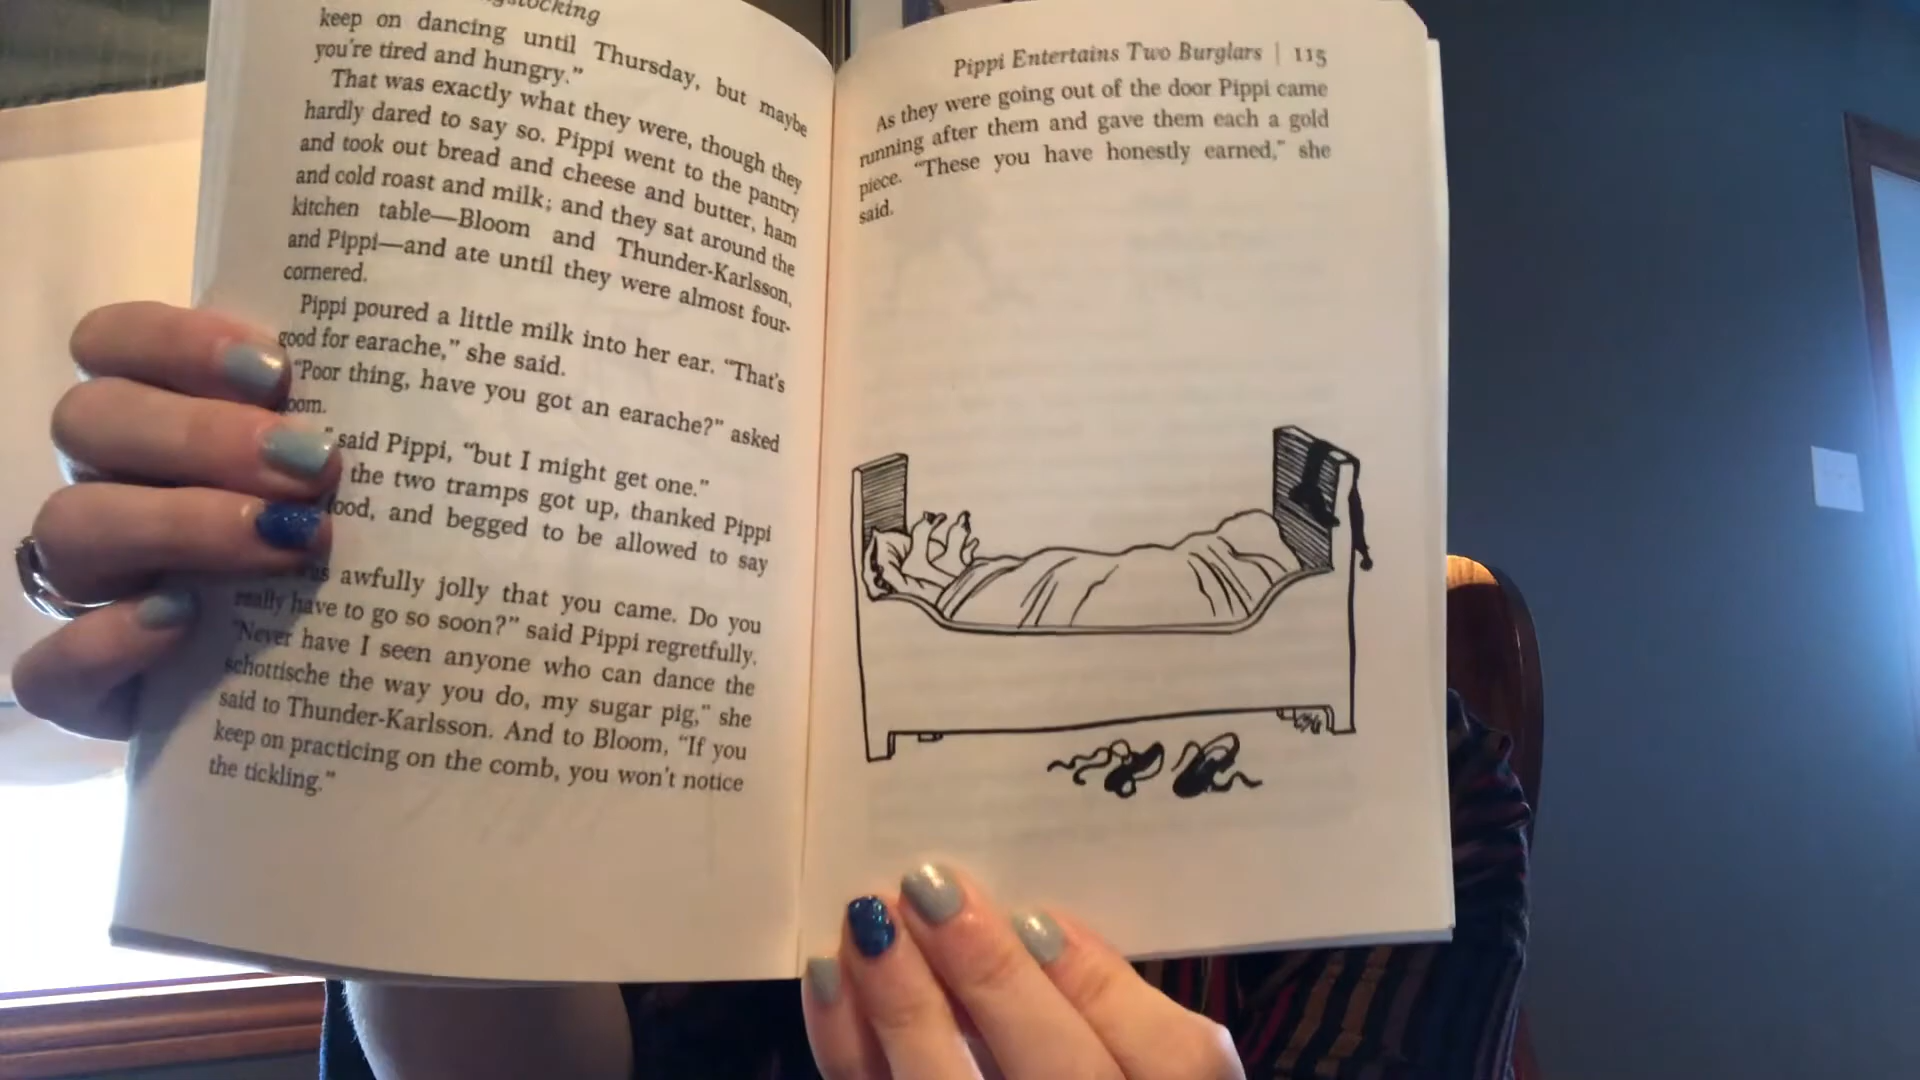 keep on dancing until Thursday, but maybe
you're tired and hungry.”
That was exactly what they were, though they
hardly dared to say so. Pippi went to the pantry
and took out bread and cheese and butter, ham
and cold roast and milk; and they sat around the
kitchen table—Bloom and Thunder-Karlsson,
and Pippi—and ate until they were almost four-
cornered.
Pippi poured a little milk into her ear. “That's
good for earache,” she said.
“Poor thing, have you got an earache?” asked
said Pippi, “but I might get one.”
the two tramps got up, thanked Pippi
food, and begged to be allowed to say
awfully jolly that you came. Do you
really have to go so soon?” said Pippi regretfully.
“Never have I seen anyone who can dance the
schottische the way you do, my sugar pig,” she
said to Thunder-Karlsson. And to Bloom, “If you
keep on practicing on the comb, you won't notice
the tickling.”
Pippi Entertains Two Burglars | 115
As they were going out of the door Pippi came
running after them and gave them each a gold
piece. “These you have honestly earned,” she
said.